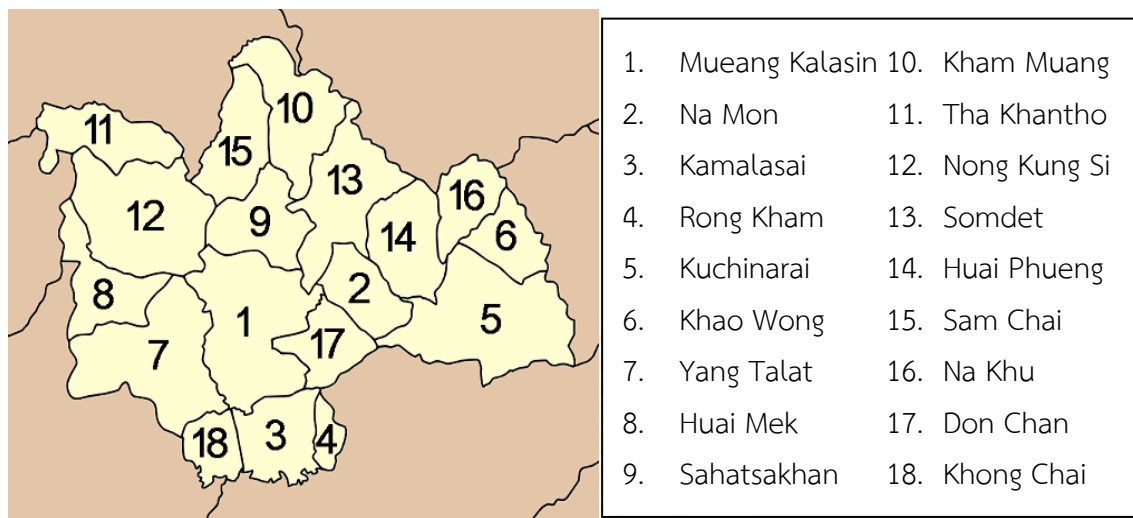 10
11
15
13
16
12
9
14
6
8
2
1
5
7
17
18
3
4
1. Mueang Kalasin 10. Kham Muang
2. Na Mon 11. Tha Khantho
3. Kamalasai 12. Nong Kung Si
4. Rong Kham 13. Somdet
5. Kuchinarai 14. Huai Phueng
6. Khao Wong 15. Sam Chai
7. Yang Talat 16. Na Khu
8. Huai Mek 17. Don Chan
9. Sahatsakhan 18. Khong Chai